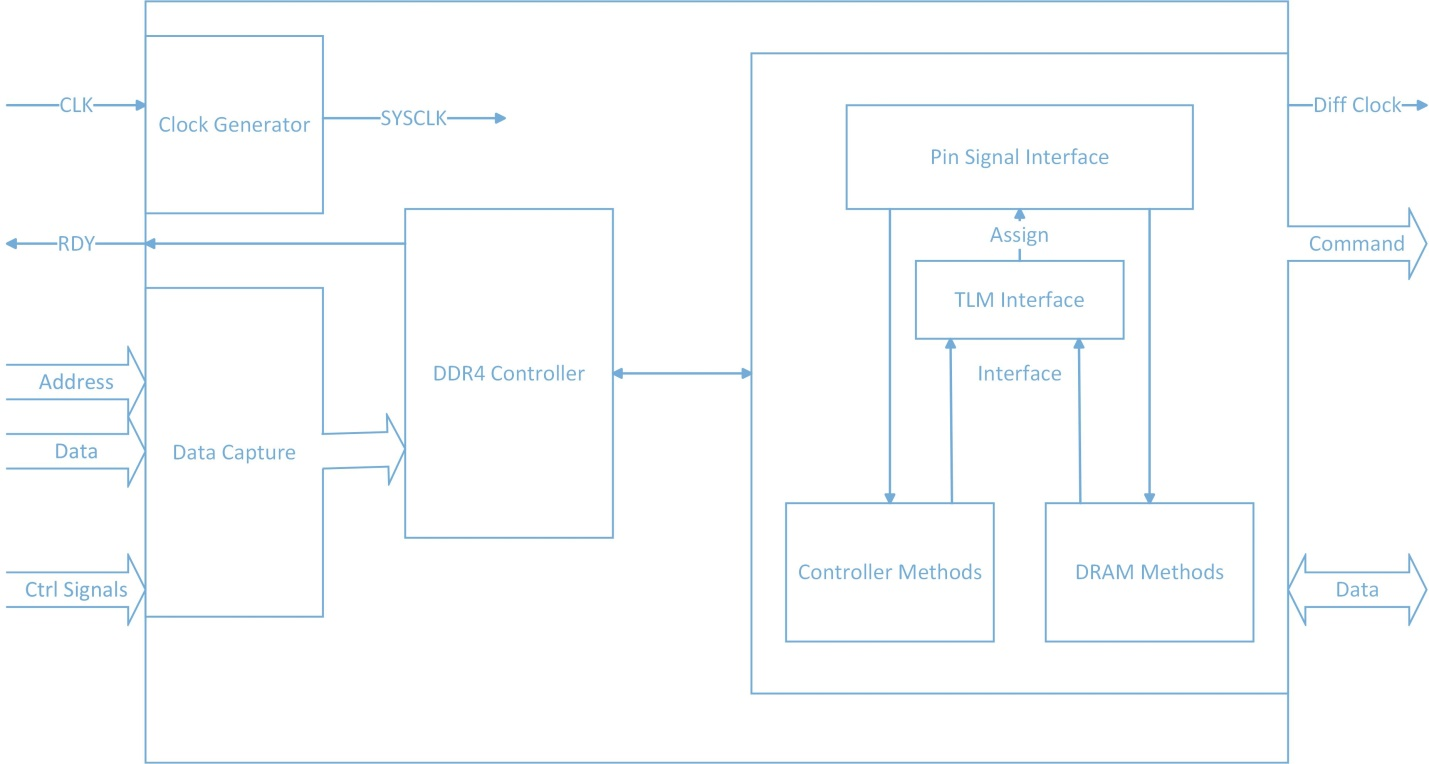 CLK
Clock Generator
SYSCLK
Diff Clock
Pin Signal Interface
RDY
Assign
Command
TLM Interface
Address
DDR4 Controller
Interface
Data
Data Capture
Ctrl Signals
Controller Methods
DRAM Methods
Data